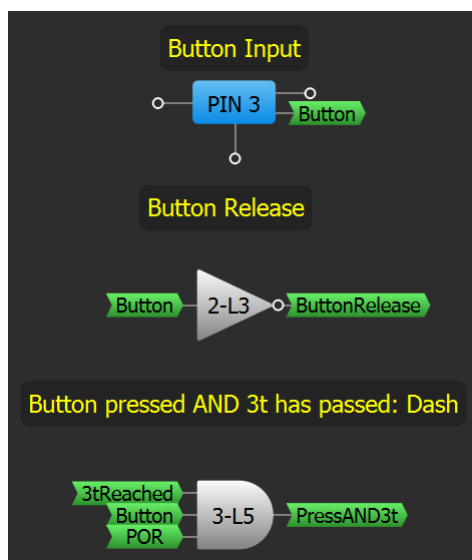 Button Input
PIN 3
Button
Button Release
Button
2-L3
ButtonRelease
Button pressed AND 3t has passed: Dash
3tReached
Button
POR
3-L5
PressAND3t